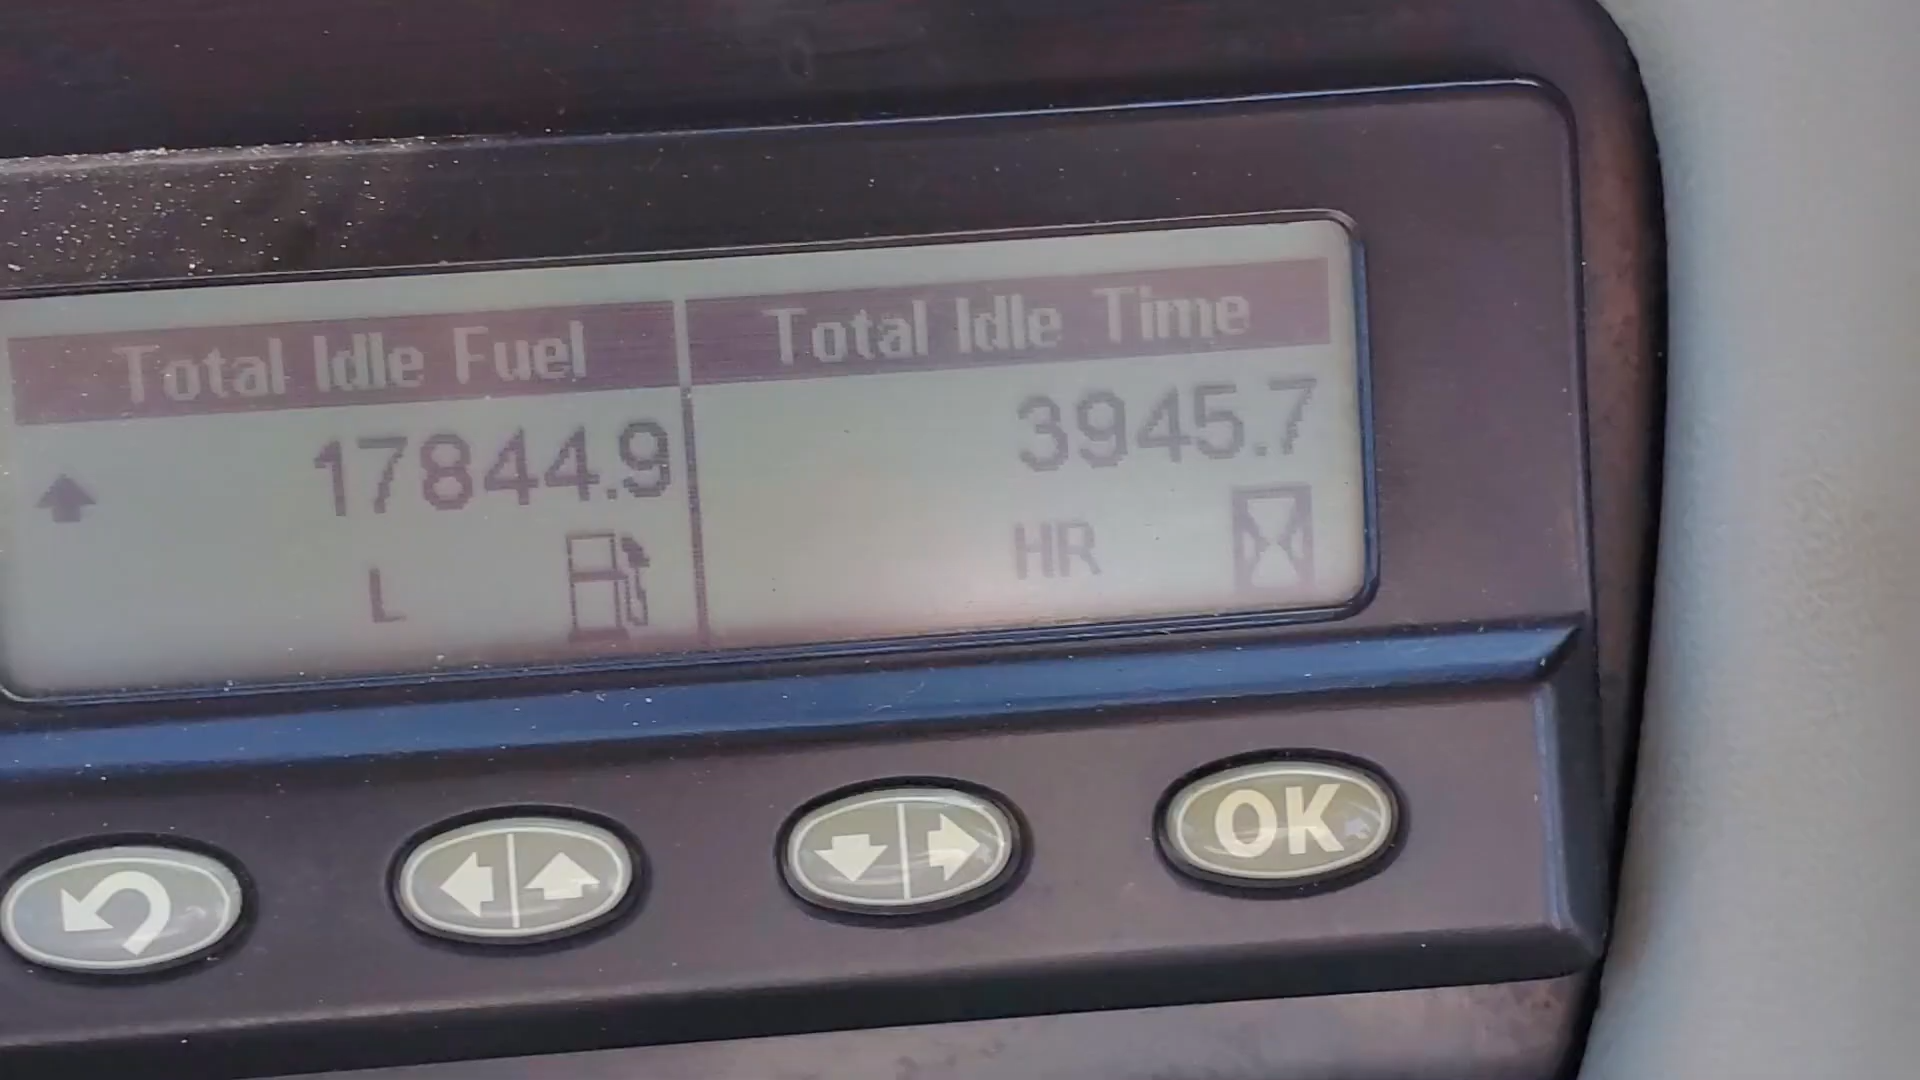 Total Idle Fuel
17844.9
L
Total Idle Time
3945.7
HR
OK